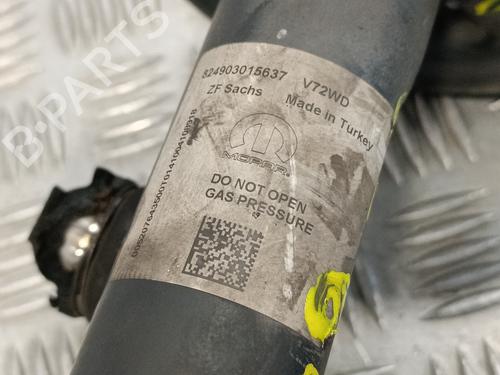 824903015637 V72WD
ZF Sachs Made in Turkey
MOPAR
DO NOT OPEN
GAS PRESSURE
B-PARTS